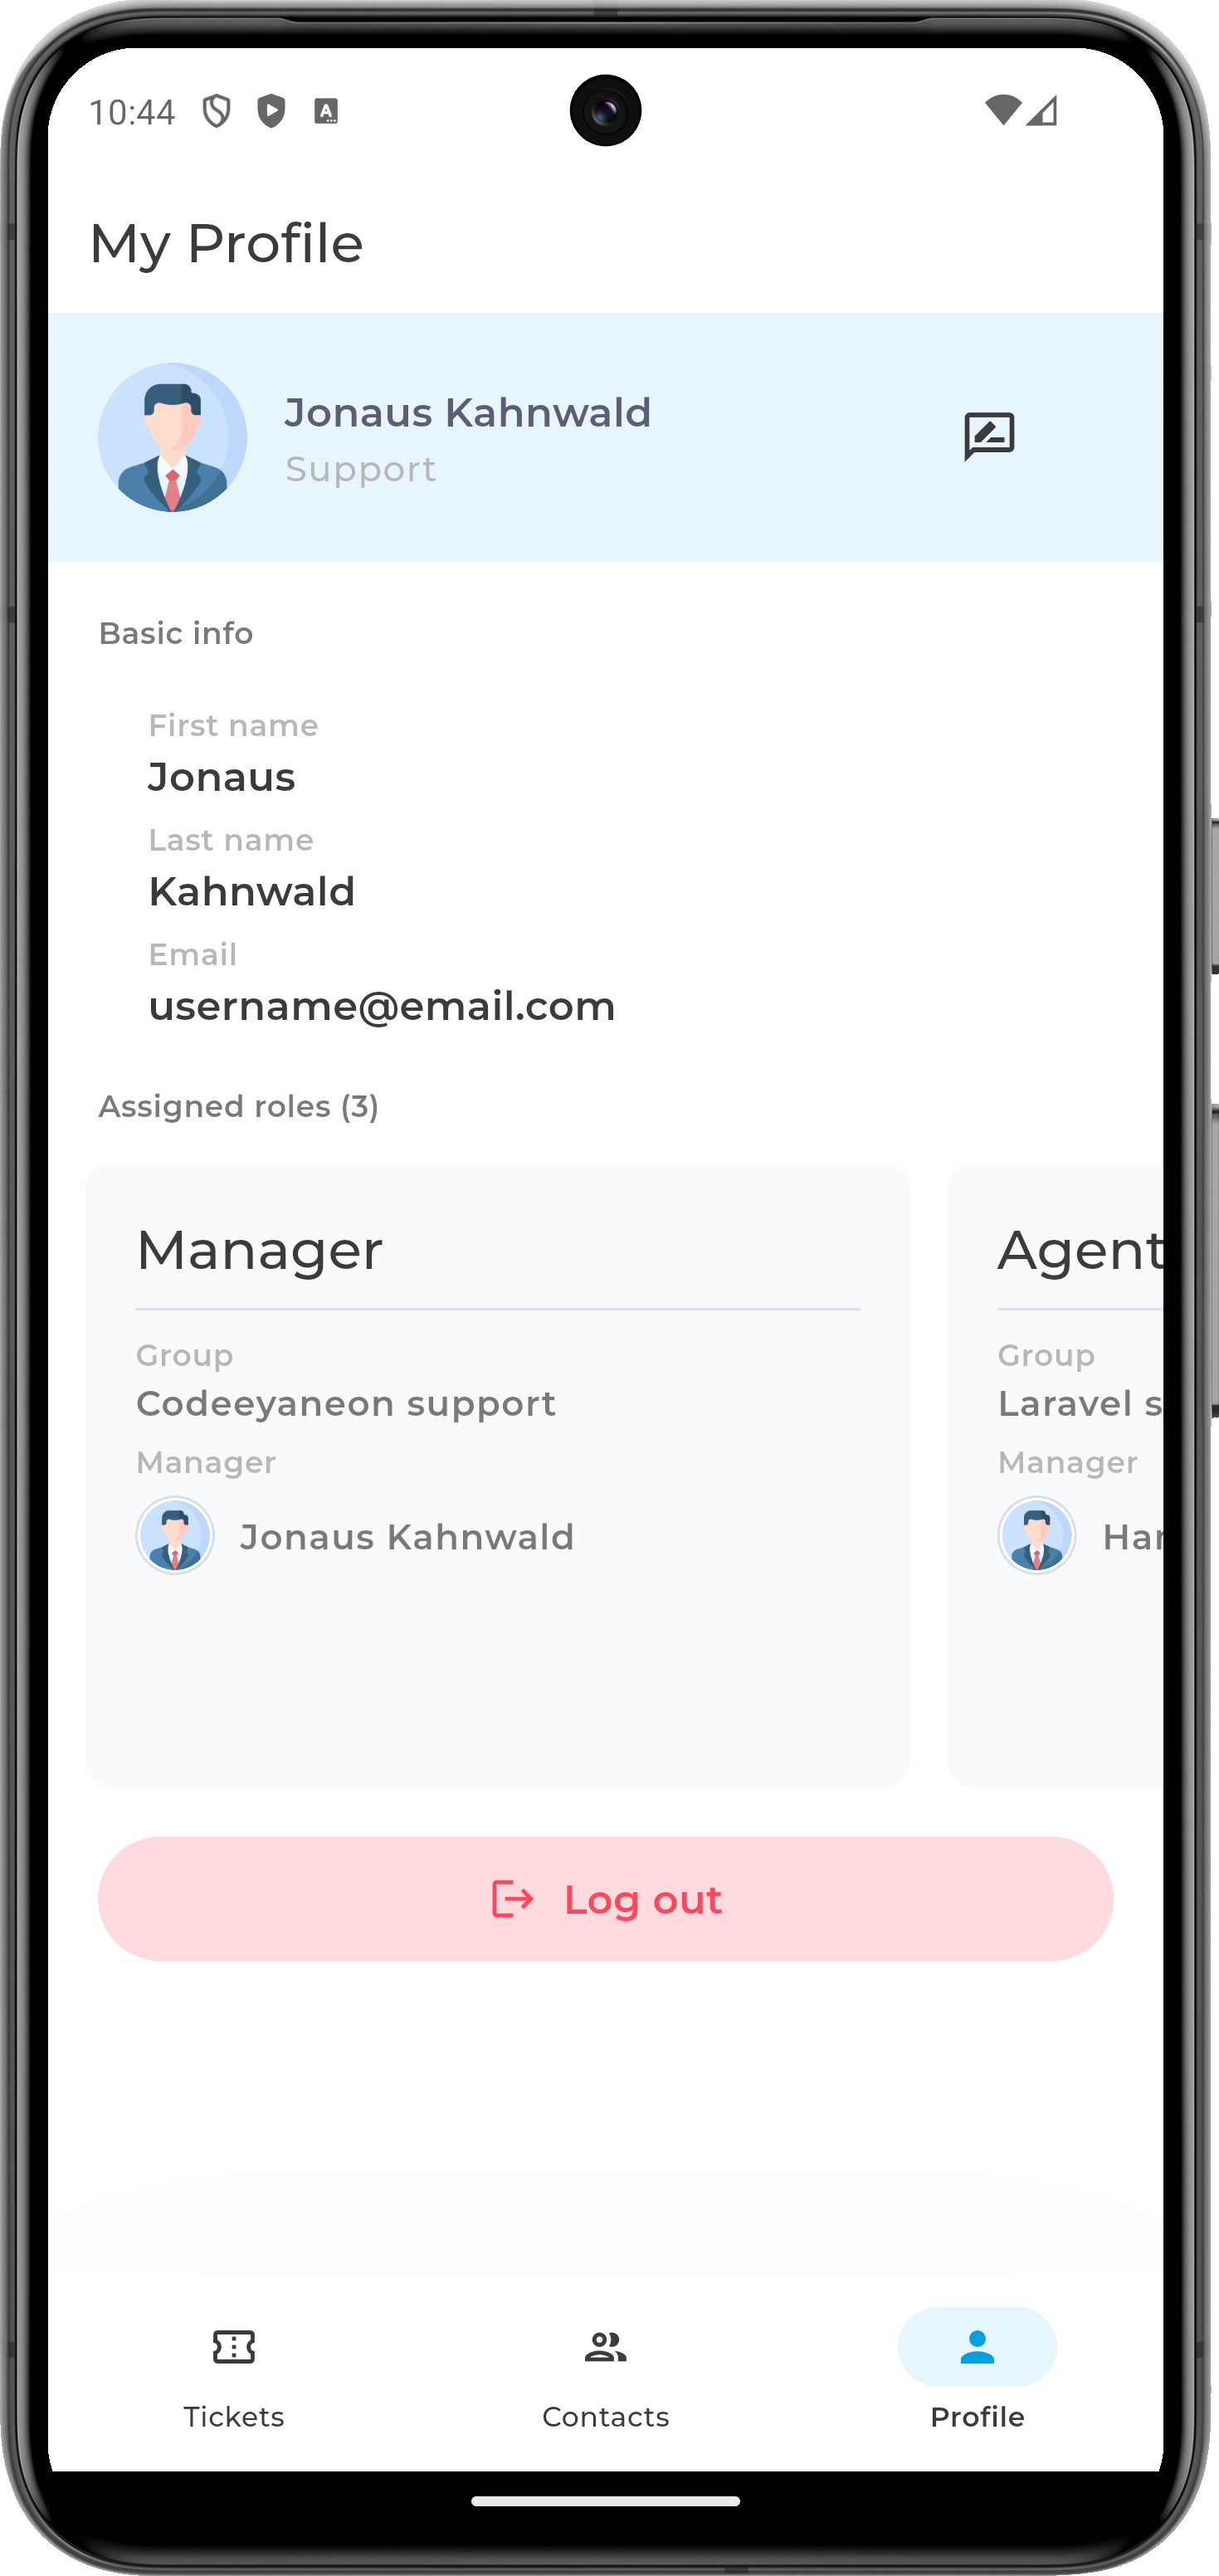 10:44
My Profile
Jonaus Kahnwald
Support
Basic info
First name
Jonaus
Last name
Kahnwald
Email
username@email.com
Assigned roles (3)
Manager
Group
Codeeyaneon support
Manager
Jonaus Kahnwald
Agent
Group
Laravel s
Manager
Har
Log out
Tickets
Contacts
Profile